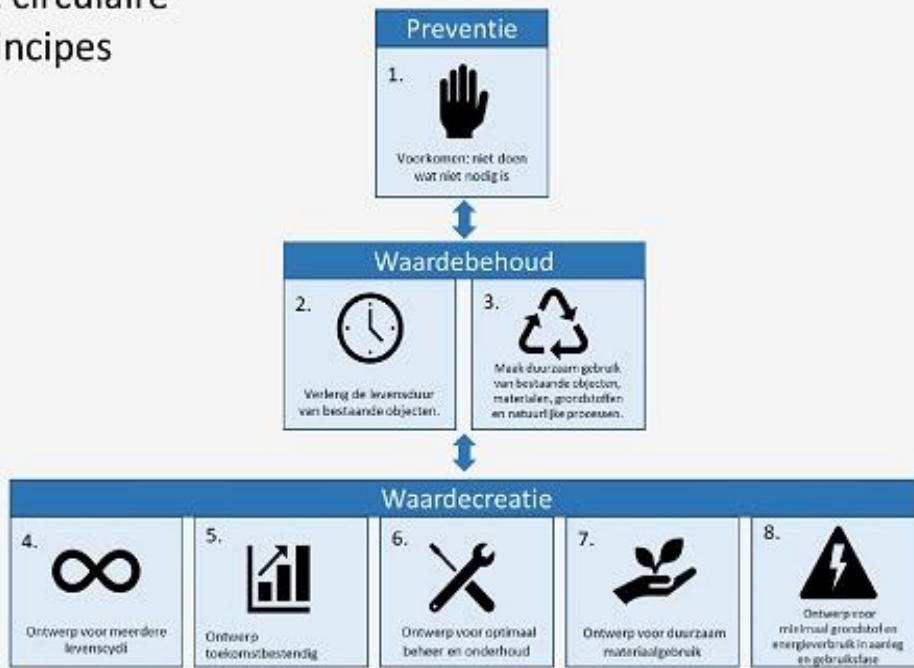 circulaire
ncipes
Preventie
1.
Voorkomen: niet doen
wat niet nodig is
Waardebehoud
2.
Verleng de levensduur
van bestaande objecten.
3.
Maak duurzaam gebruik
van bestaande objecten,
materialen, grondstoffen
en natuurlijke processen.
Waardecreatie
4.
Ontwerp voor meerdere
levenscycli
5.
Ontwerp
toekomstbestendig
6.
Ontwerp voor optimaal
beheer en onderhoud
7.
Ontwerp voor duurzaam
materiaalgebruik
8.
Ontwerp voor
minimaal grondstof en
energieverbruik in aanleg
en gebruiksfase